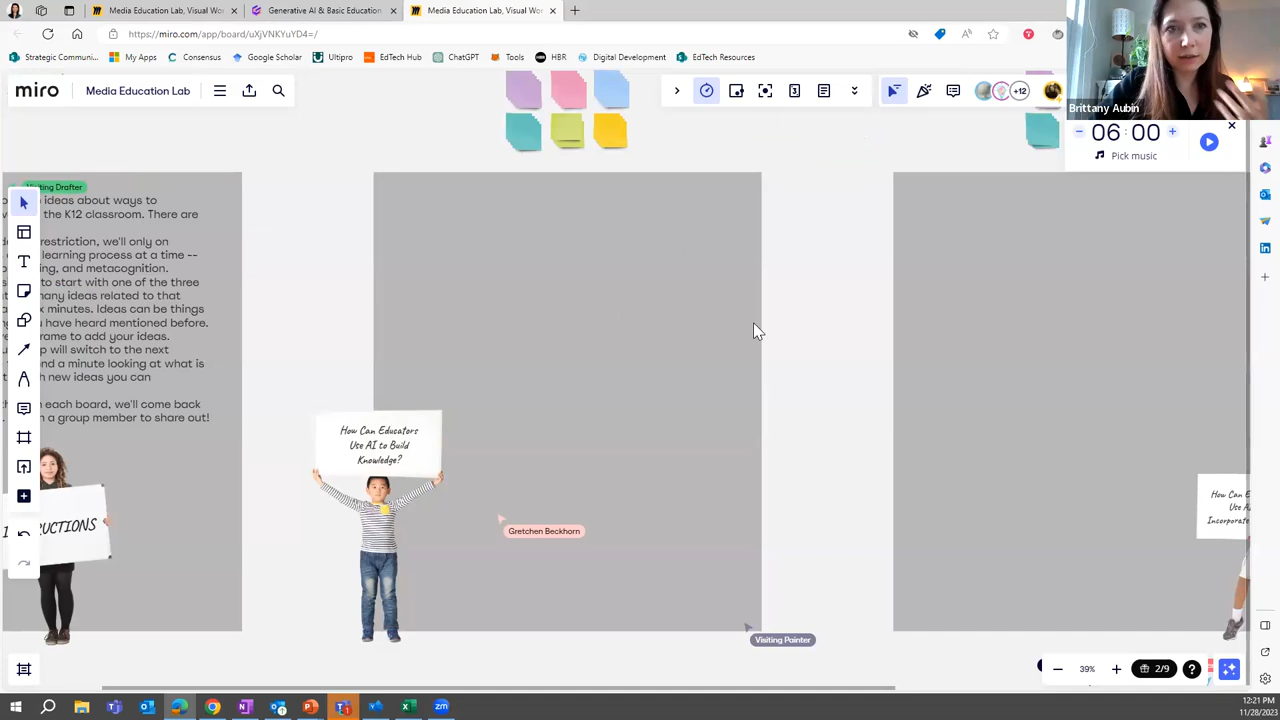 Media Education Lab, Visual Wo
Generative AI & Basic Education
Media Education Lab, Visual Wo
https://miro.com/app/board/uXjVNKYuYD4=/
Strategic Communi...
My Apps
Consensus
Google Scholar
Ultipro
EdTech Hub
ChatGPT
Tools
HBR
Digital Development
EdTech Resources
miro
Media Education Lab
+12
Brittany Aubin
06 : 00
Pick music
Visiting Drafter
ideas about ways to
the K12 classroom. There are
restriction, we'll only on
learning process at a time --
ing, and metacognition.
to start with one of the three
many ideas related to that
x minutes. Ideas can be things
have heard mentioned before.
rame to add your ideas.
p will switch to the next
nd a minute looking at what is
h new ideas you can
each board, we'll come back
n a group member to share out!
How Can Educators
Use AI to Build
Knowledge?
How Can E
Use A
Incorporate
UCTIONS
Gretchen Beckhorn
Visiting Painter
39%
2/9
12:21 PM
11/28/2023